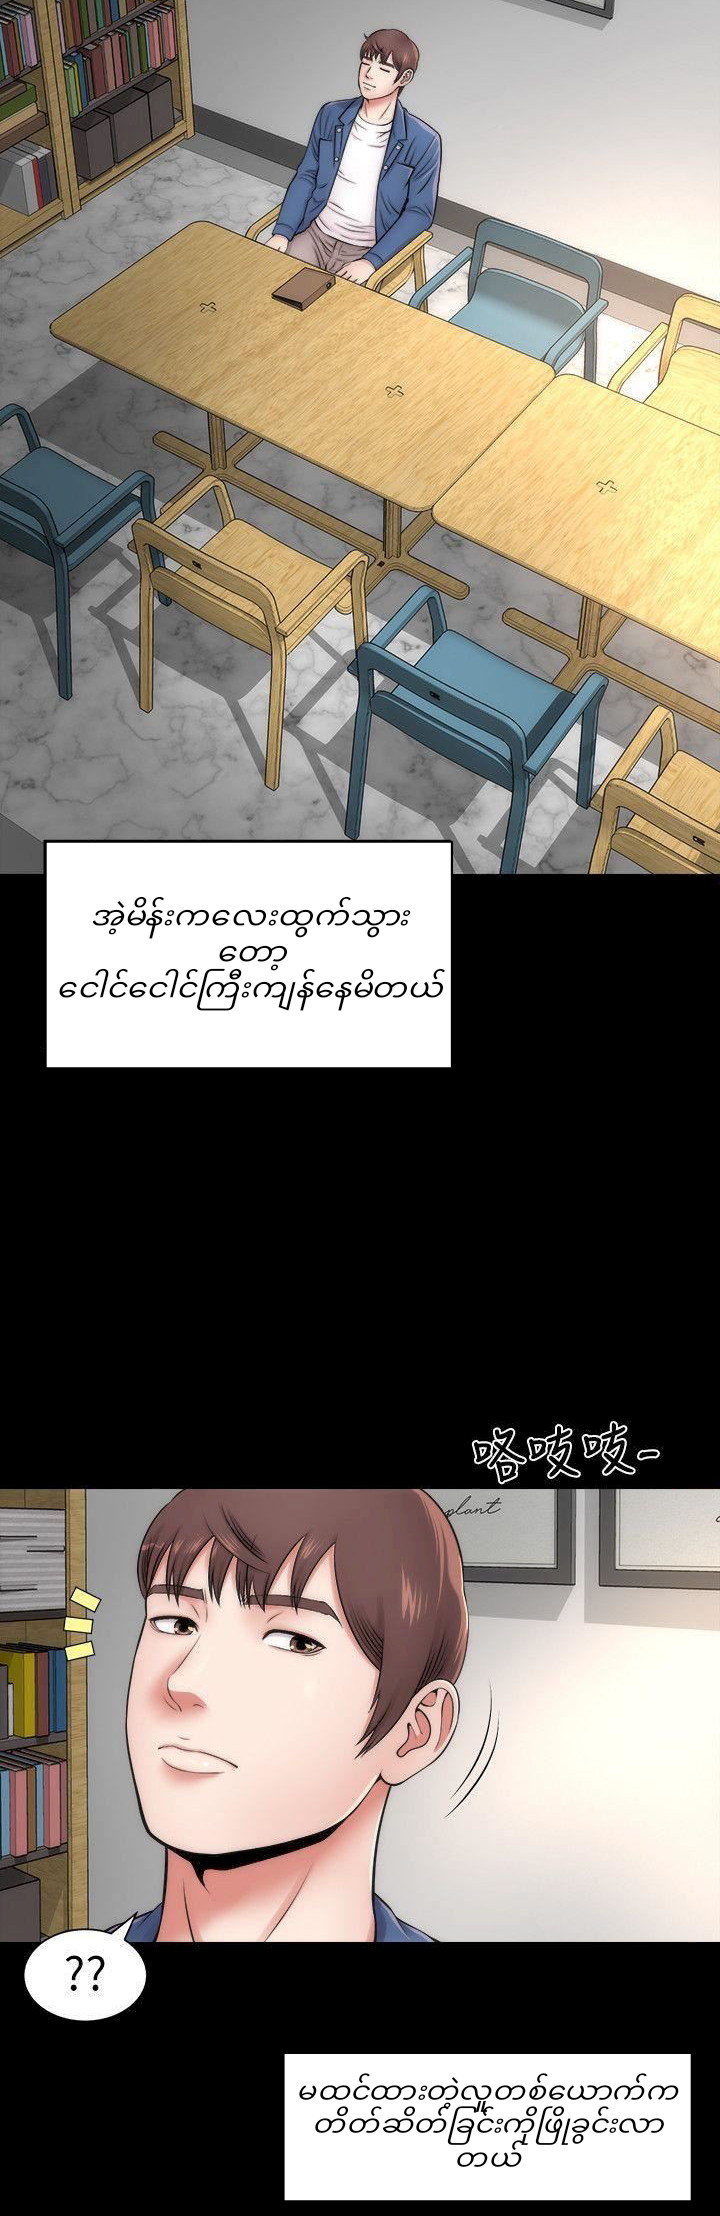 အဲ့မိန်းကလေးထွက်သွား
တော့
ငေါင်ငေါင်ကြီးကျန်နေမိတယ်
咯吱吱-
plant
??
မထင်ထားတဲ့လူတစ်ယောက်က
တိတ်ဆိတ်ခြင်းကိုဖြိုခွင်းလာ
တယ်